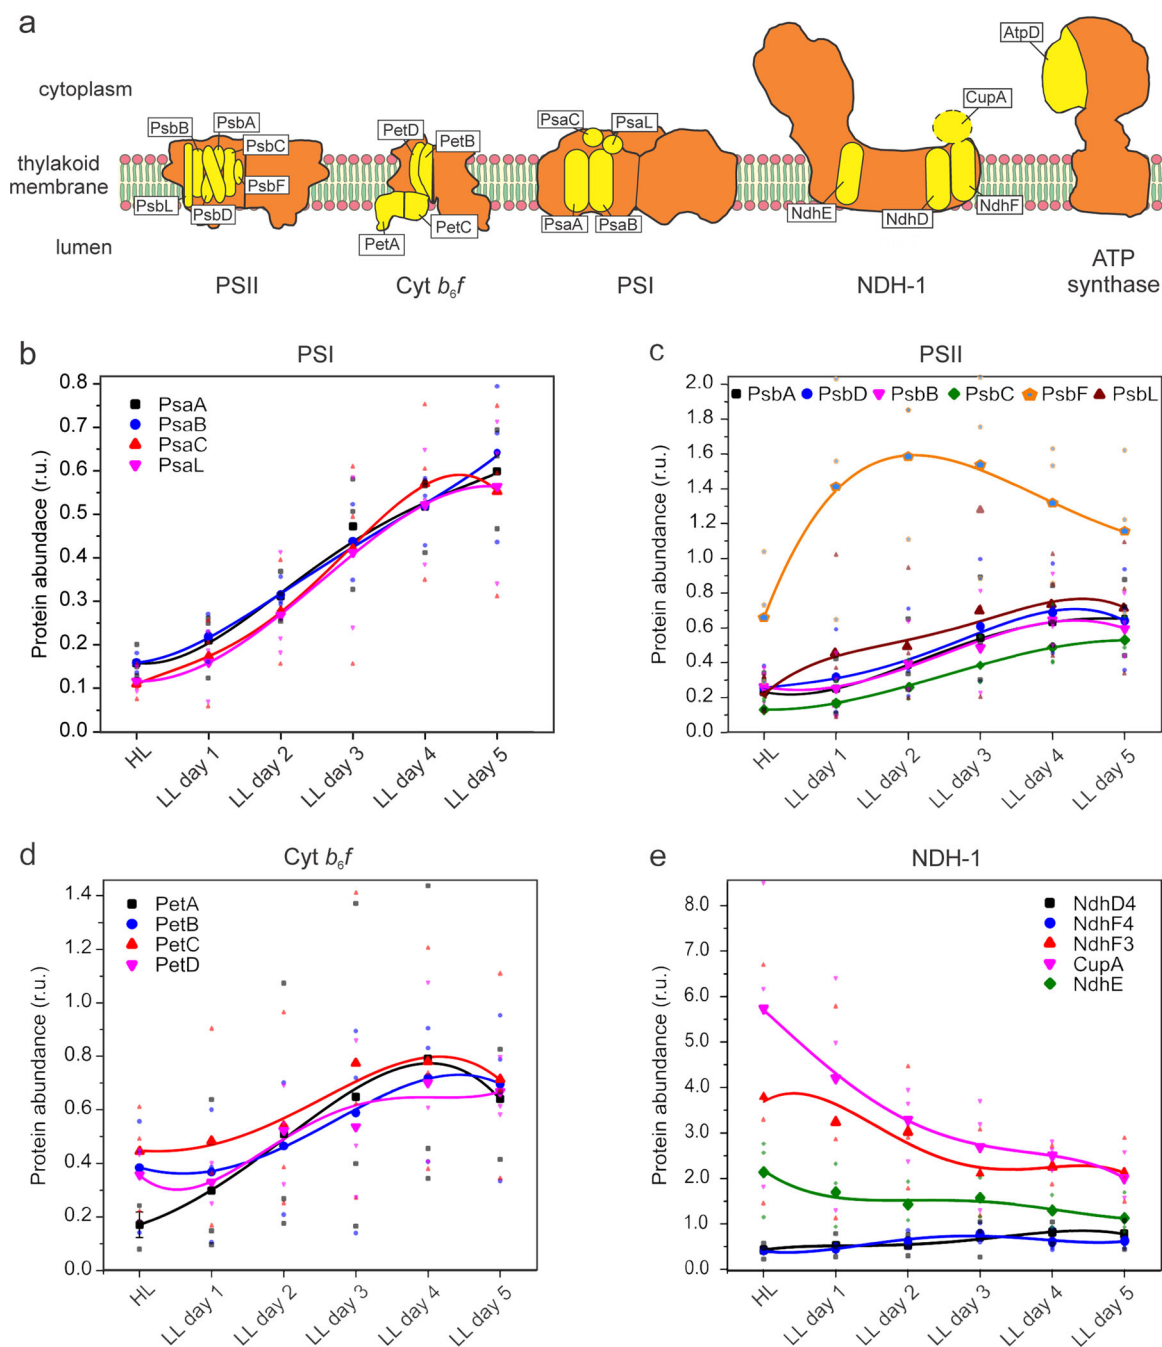 a
cytoplasm
thylakoid
membrane
lumen
PsbB
PsbA
PsbC
PsbF
PsbL
PsbD
PSII
PetD
PetB
PetA
PetC
Cyt b₆f
PsaC
PsaL
PsaA
PsaB
PSI
NdhE
NdhD
NdhF
CupA
NDH-1
AtpD
ATP
synthase
b
PSI
Protein abundace (r.u.)
0.8
0.7
0.6
0.5
0.4
0.3
0.2
0.1
0.0
PsaA
PsaB
PsaC
PsaL
HL
LL day 1
LL day 2
LL day 3
LL day 4
LL day 5
c
PSII
Protein abundance (r.u.)
2.0
1.8
1.6
1.4
1.2
1.0
0.8
0.6
0.4
0.2
0.0
PsbA PsbD PsbB PsbC PsbF PsbL
HL
LL day 1
LL day 2
LL day 3
LL day 4
LL day 5
d
Cyt b₆f
Protein abundance (r.u.)
1.4
1.2
1.0
0.8
0.6
0.4
0.2
0.0
PetA
PetB
PetC
PetD
HL
LL day 1
LL day 2
LL day 3
LL day 4
LL day 5
e
NDH-1
Protein abundance (r.u.)
8.0
7.0
6.0
5.0
4.0
3.0
2.0
1.0
0.0
NdhD4
NdhF4
NdhF3
CupA
NdhE
HL
LL day 1
LL day 2
LL day 3
LL day 4
LL day 5